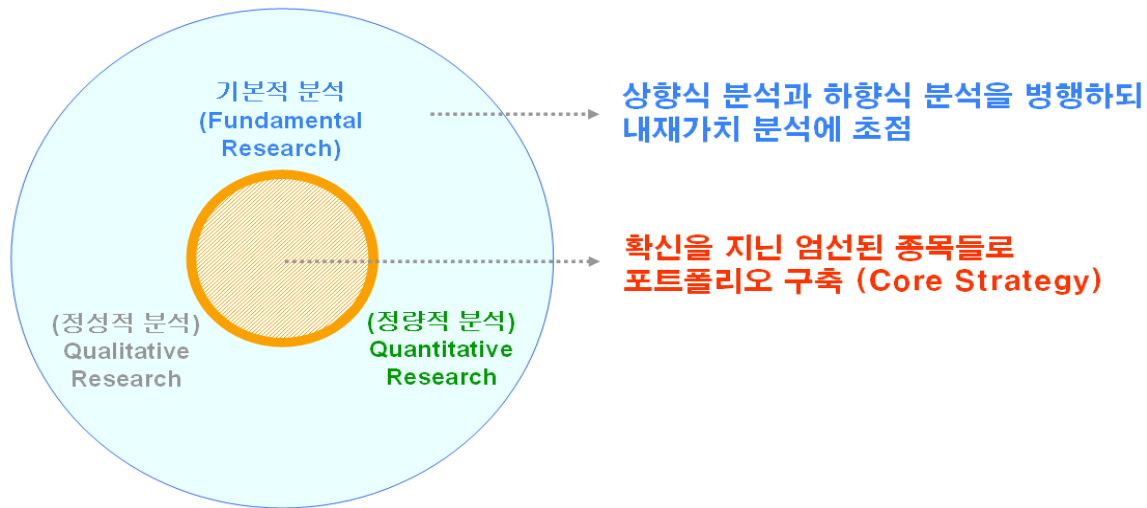 기본적 분석
(Fundamental
Research)
상향식 분석과 하향식 분석을 병행하되
내재가치 분석에 초점
확신을 지닌 엄선된 종목들로
포트폴리오 구축 (Core Strategy)
(정성적 분석)
Qualitative
Research
(정량적 분석)
Quantitative
Research